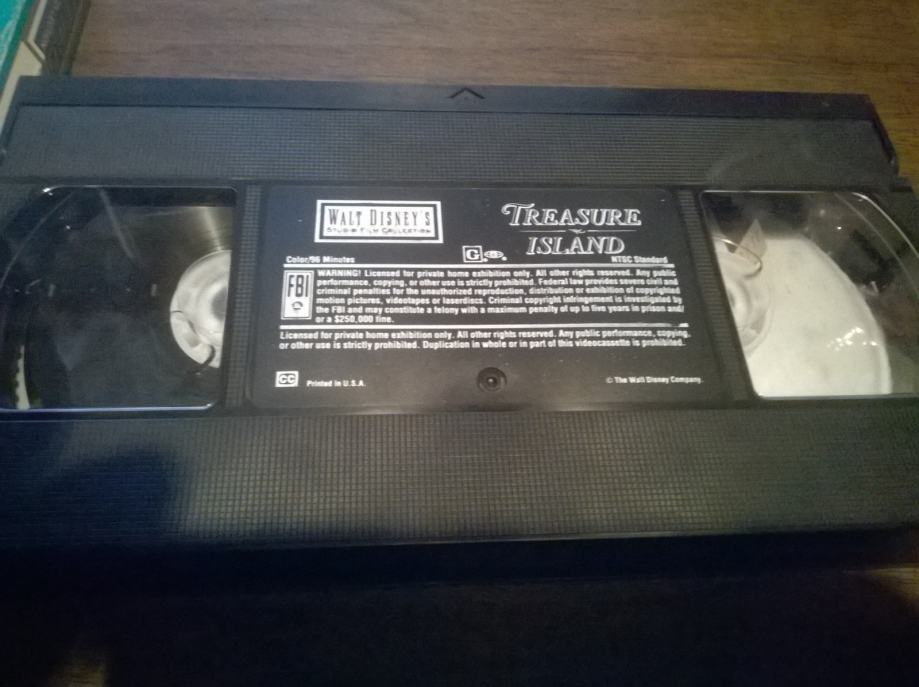 WALT DISNEY'S
STUDIO FILM COLLECTION
TREASURE
ISLAND
Color/96 Minutes
G
NTSC Standard
FBI
WARNING! Licensed for private home exhibition only. All other rights reserved. Any public
performance, copying, or other use is strictly prohibited. Federal law provides severe civil and
criminal penalties for the unauthorized reproduction, distribution or exhibition of copyrighted
motion pictures, videotapes or laserdiscs. Criminal copyright infringement is investigated by
the FBI and may constitute a felony with a maximum penalty of up to five years in prison and/
or a $250,000 fine.
Licensed for private home exhibition only. All other rights reserved. Any public performance, copying,
or other use is strictly prohibited. Duplication in whole or in part of this videocassette is prohibited.
CC
Printed in U.S.A.
© The Walt Disney Company.